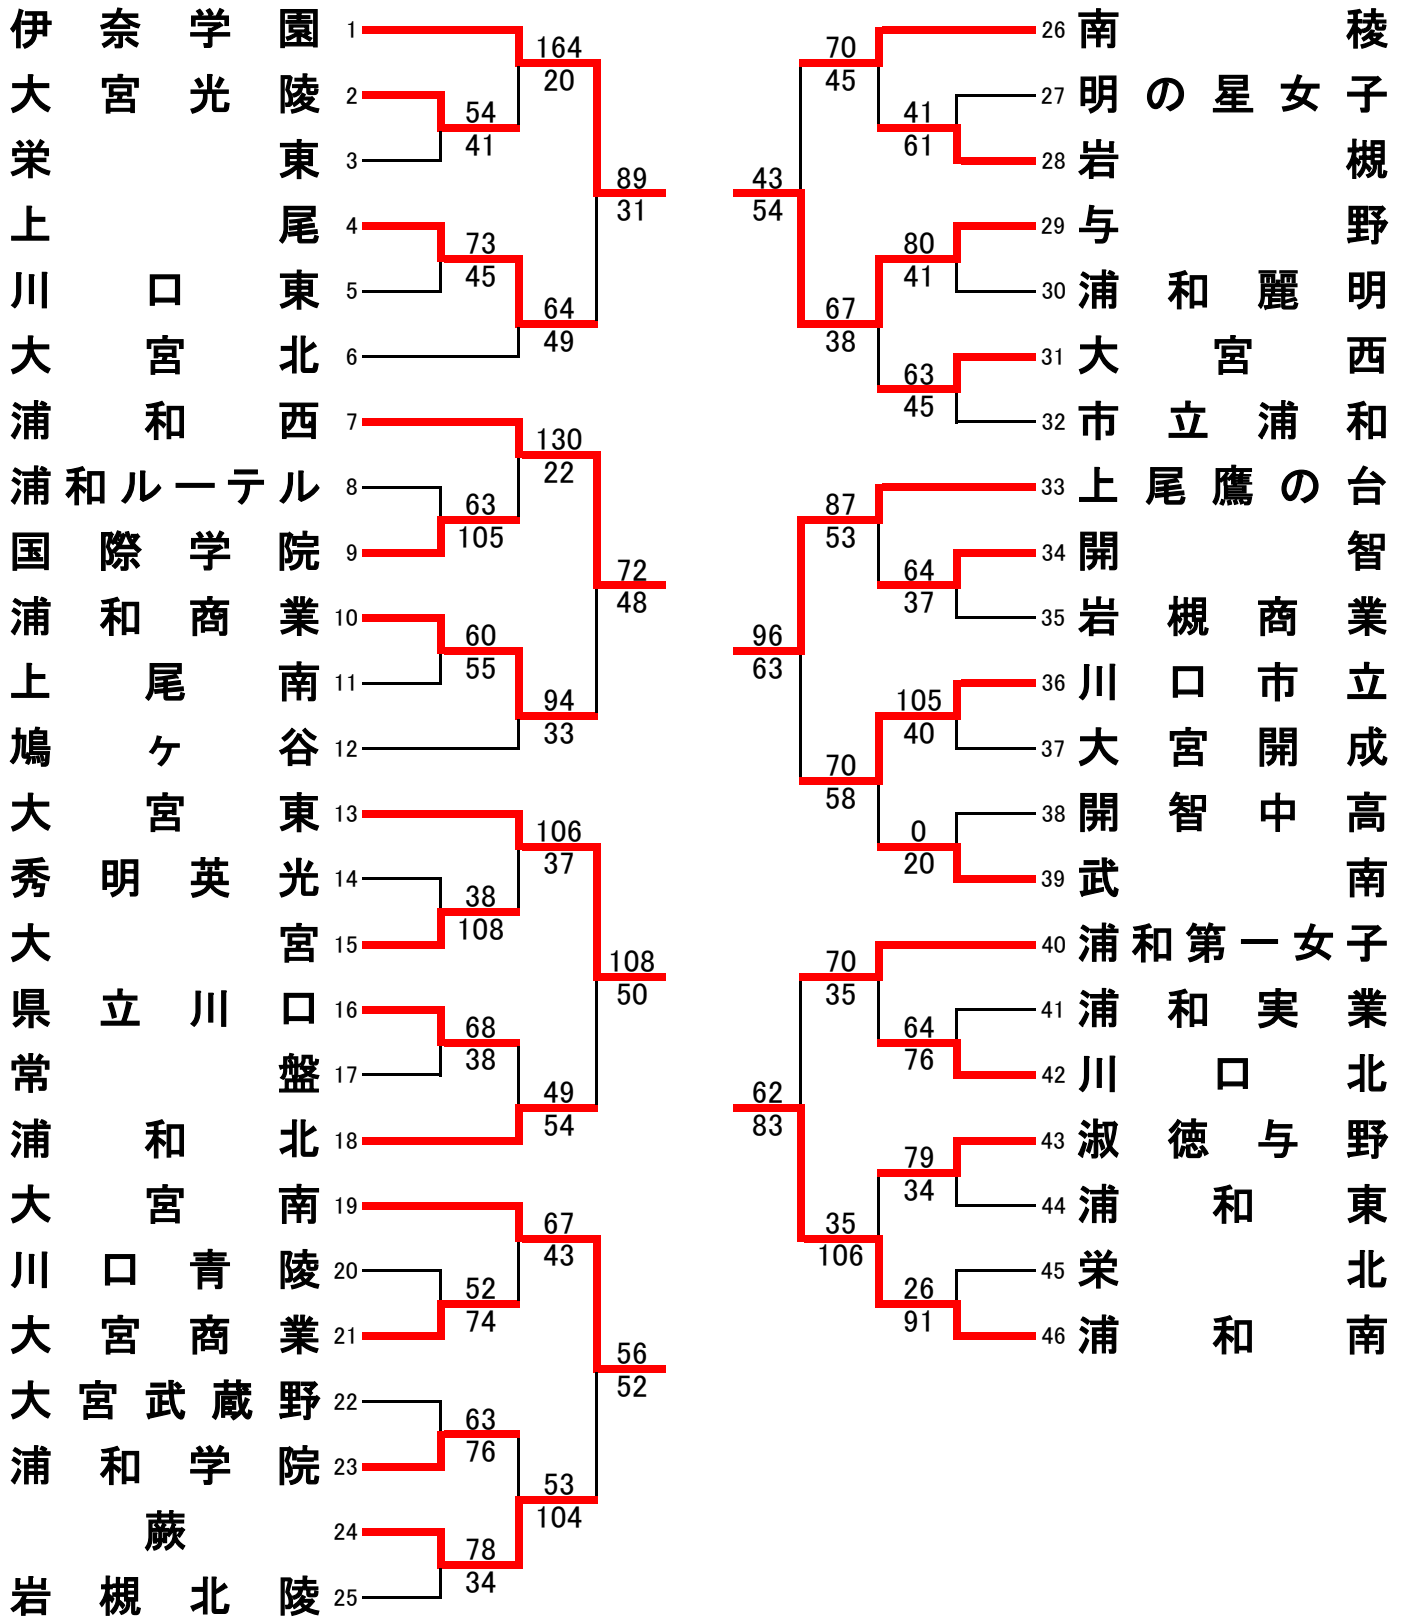 伊奈学園 1
大宮光陵 2
栄東 3
上尾 4
川口東 5
大宮北 6
浦和西 7
浦和ルーテル 8
国際学院 9
浦和商業 10
上尾南 11
鳩ヶ谷 12
大宮東 13
秀明英光 14
大宮 15
県立川口 16
常盤 17
浦和北 18
大宮南 19
川口青陵 20
大宮商業 21
大宮武蔵野 22
浦和学院 23
蕨 24
岩槻北陵 25
54
41
73
45
63
105
60
55
38
108
68
38
52
74
63
76
78
34
164
20
64
49
130
22
94
33
106
37
49
54
67
43
53
104
89
31
72
48
108
50
56
52
43
54
96
63
62
83
70
45
67
38
87
53
70
58
70
35
35
106
41
61
80
41
63
45
64
37
105
40
0
20
64
76
79
34
26
91
26 南稜
27 明の星女子
28 岩槻
29 与野
30 浦和麗明
31 大宮西
32 市立浦和
33 上尾鷹の台
34 開智
35 岩槻商業
36 川口市立
37 大宮開成
38 開智中高
39 武南
40 浦和第一女子
41 浦和実業
42 川口北
43 淑徳与野
44 浦和東
45 栄北
46 浦和南